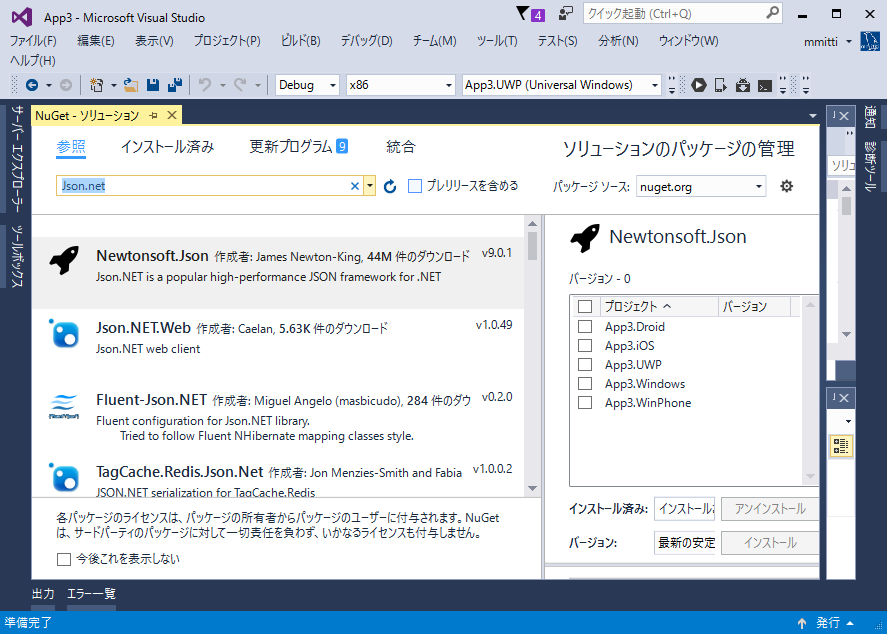 App3 - Microsoft Visual Studio
4
クイック起動 (Ctrl+Q)
ファイル(F) 編集(E) 表示(V) プロジェクト(P) ビルド(B) デバッグ(D) チーム(M) ツール(T) テスト(S) 分析(N) ウィンドウ(W) mmitti
ヘルプ(H)
Debug x86 App3.UWP (Universal Windows)
サーバー エクスプローラー
ツールボックス
NuGet - ソリューション
参照 インストール済み 更新プログラム 9 統合 ソリューションのパッケージの管理
Json.net プレリリースを含める パッケージ ソース: nuget.org
Newtonsoft.Json 作成者: James Newton-King, 44M 件のダウンロード v9.0.1
Json.NET is a popular high-performance JSON framework for .NET
Json.NET.Web 作成者: Caelan, 5.63K 件のダウンロード v1.0.49
Json.NET web client
Fluent-Json.NET 作成者: Miguel Angelo (masbicudo), 284 件のダウ v0.2.0
Fluent configuration for Json.NET library.
Tried to follow Fluent NHibernate mapping classes style.
TagCache.Redis.Json.Net 作成者: Jon Menzies-Smith and Fabia v1.0.0.2
JSON.NET serialization for TagCache.Redis
各パッケージのライセンスは、パッケージの所有者からパッケージのユーザーに付与されます。NuGet
は、サードパーティのパッケージに対して一切責任を負わず、いかなるライセンスも付与しません。
今後これを表示しない
Newtonsoft.Json
バージョン - 0
プロジェクト バージョン
App3.Droid
App3.iOS
App3.UWP
App3.Windows
App3.WinPhone
インストール済み: インストール アンインストール
バージョン: 最新の安定 インストール
ソリュ
通知
診断ツール
出力 エラー一覧
準備完了 発行